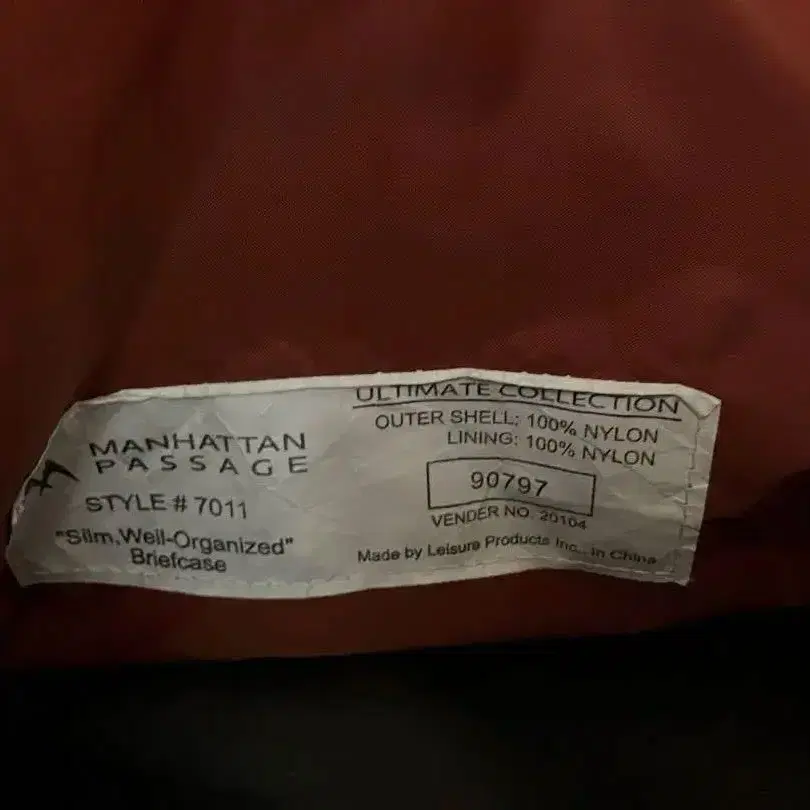 MANHATTAN
PASSAGE
STYLE # 7011
"Slim,Well-Organized"
Briefcase
ULTIMATE COLLECTION
OUTER SHELL: 100% NYLON
LINING: 100% NYLON
90797
VENDER NO. 20104
Made by Leisure Products Inc., in China